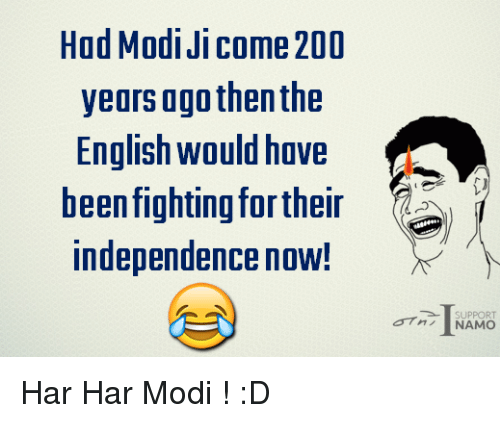 Had Modi Ji come 200
years ago then the
English would have
been fighting for their
independence now!
I SUPPORT
NAMO
Har Har Modi ! :D